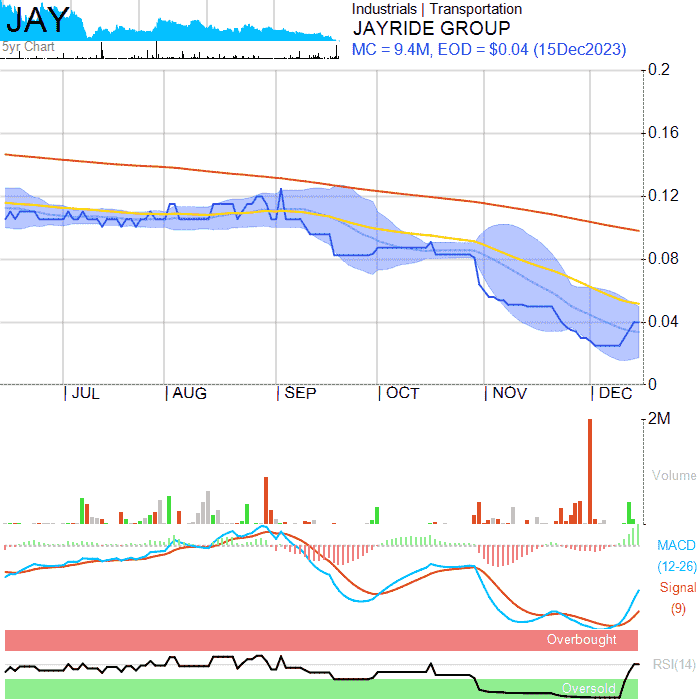 JAY
5yr Chart
Industrials | Transportation
JAYRIDE GROUP
MC = 9.4M, EOD = $0.04 (15Dec2023)
0.2
0.16
0.12
0.08
0.04
0
JUL AUG SEP OCT NOV DEC
2M
Volume
MACD
(12-26)
Signal
(9)
Overbought
RSI(14)
Oversold